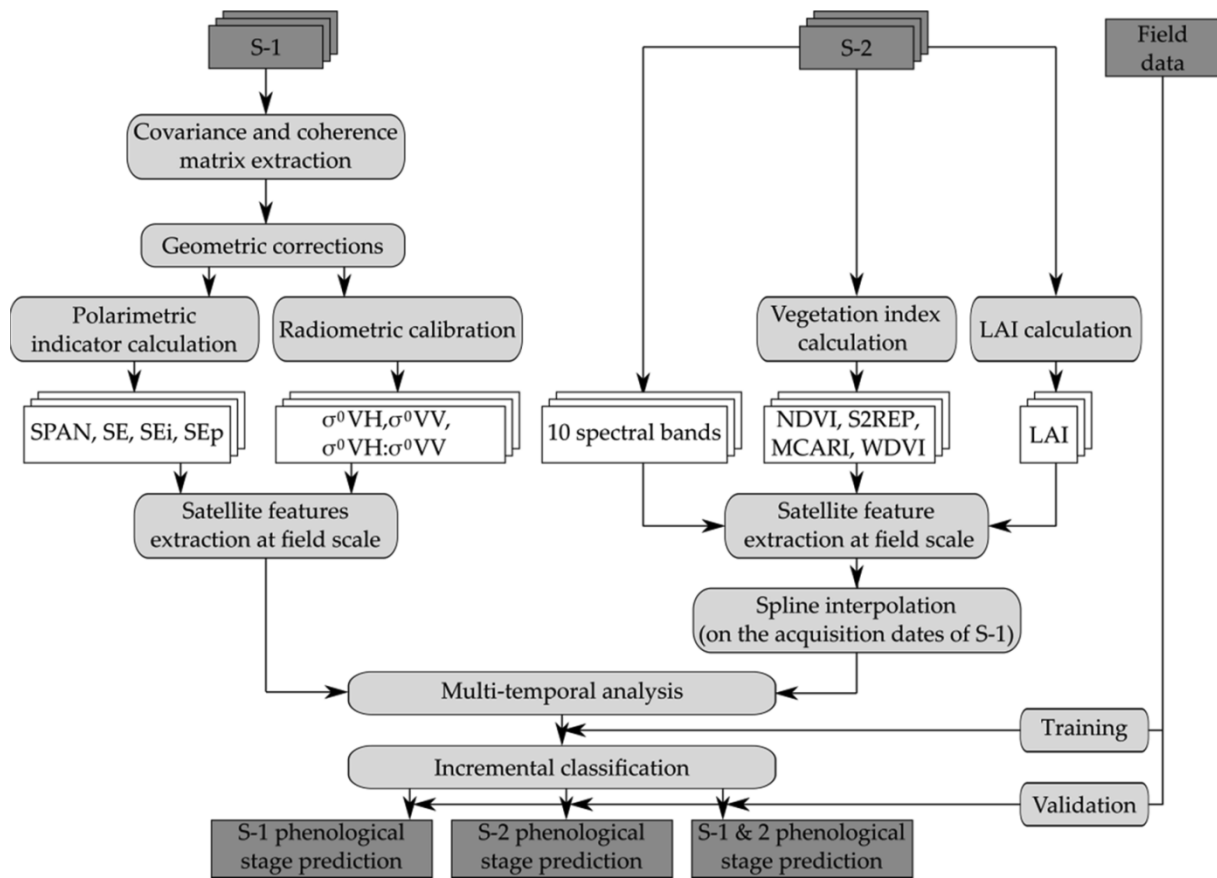 S-1
S-2
Field
data
Covariance and coherence
matrix extraction
Geometric corrections
Polarimetric
indicator calculation
Radiometric calibration
Vegetation index
calculation
LAI calculation
SPAN, SE, SEi, SEp
σ⁰VH,σ⁰VV,
σ⁰VH:σ⁰VV
10 spectral bands
NDVI, S2REP,
MCARI, WDVI
LAI
Satellite features
extraction at field scale
Satellite feature
extraction at field scale
Spline interpolation
(on the acquisition dates of S-1)
Multi-temporal analysis
Training
Incremental classification
Validation
S-1 phenological
stage prediction
S-2 phenological
stage prediction
S-1 & 2 phenological
stage prediction